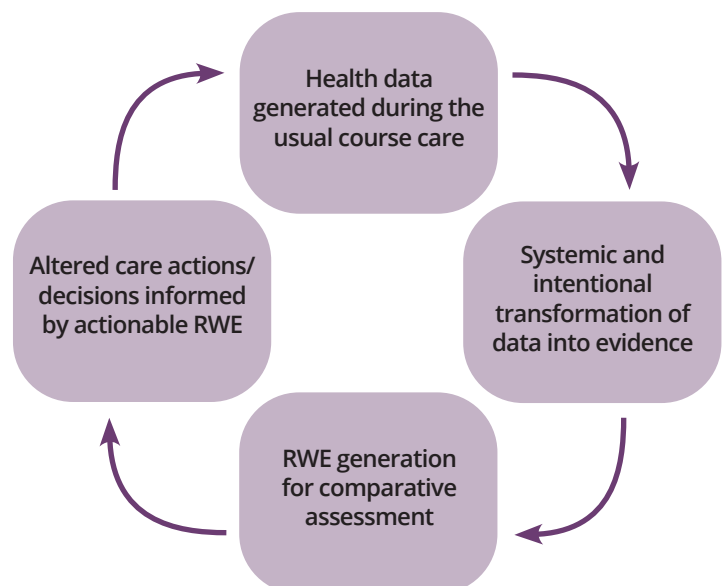 Health data
generated during the
usual course care
Systemic and
intentional
transformation of
data into evidence
RWE generation
for comparative
assessment
Altered care actions/
decisions informed
by actionable RWE